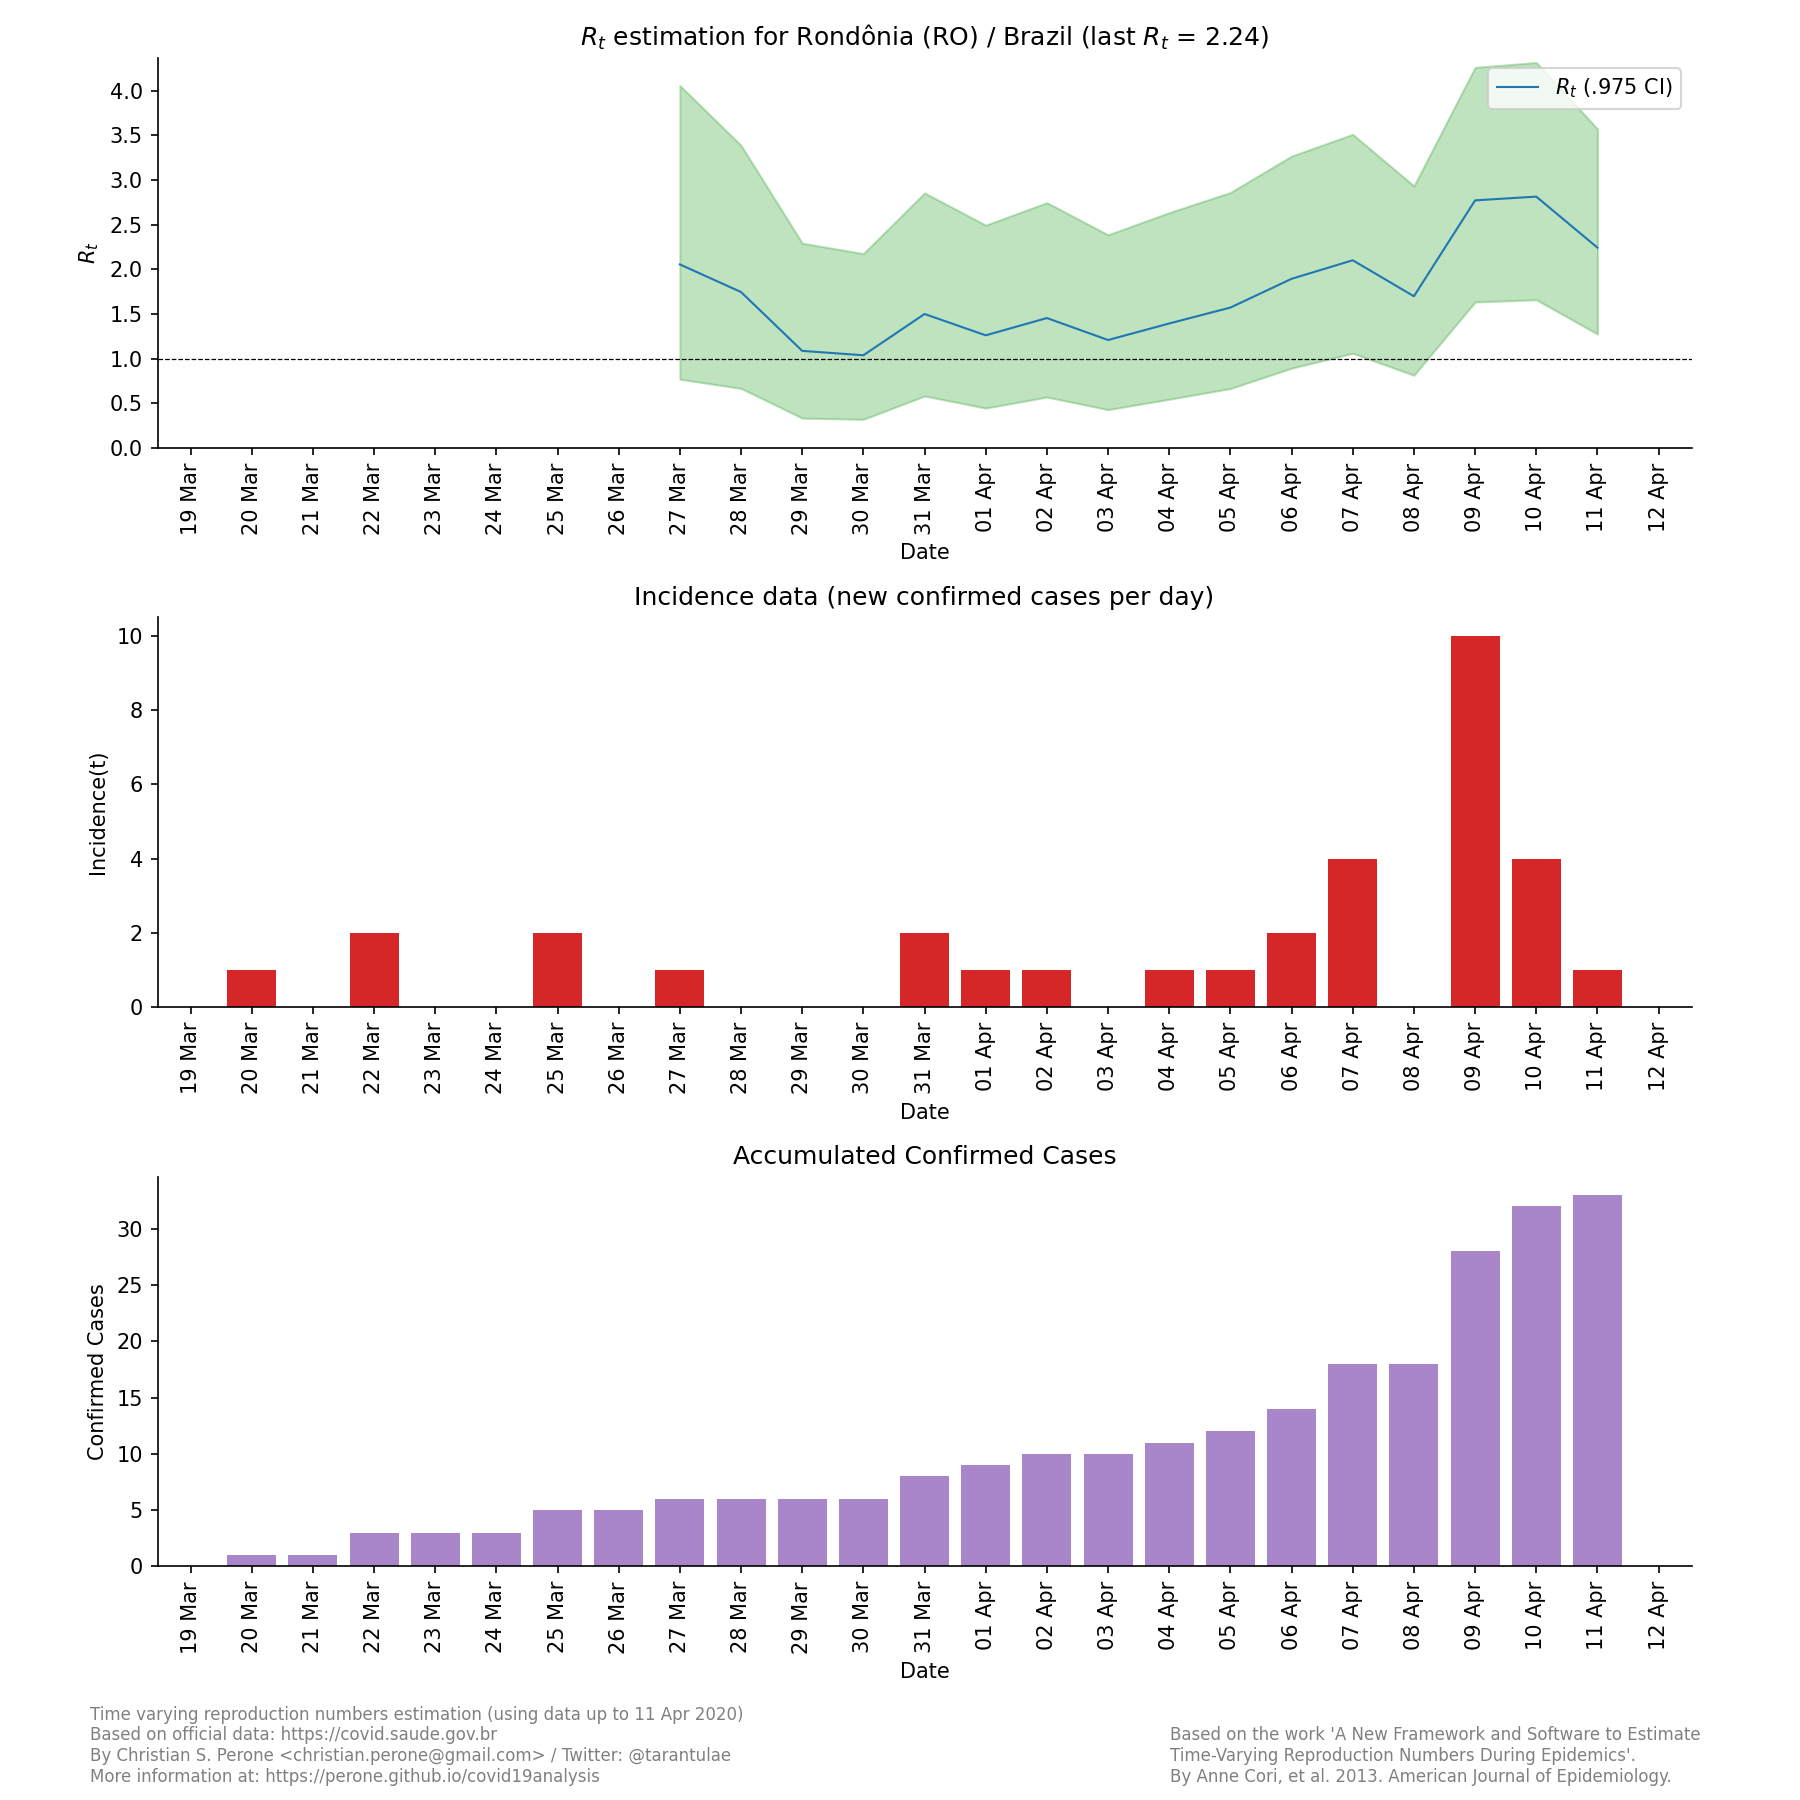 R_t estimation for Rondônia (RO) / Brazil (last R_t = 2.24)
R_t (.975 CI)
R_t
4.0
3.5
3.0
2.5
2.0
1.5
1.0
0.5
0.0
19 Mar 20 Mar 21 Mar 22 Mar 23 Mar 24 Mar 25 Mar 26 Mar 27 Mar 28 Mar 29 Mar 30 Mar 31 Mar 01 Apr 02 Apr 03 Apr 04 Apr 05 Apr 06 Apr 07 Apr 08 Apr 09 Apr 10 Apr 11 Apr 12 Apr
Date
Incidence data (new confirmed cases per day)
Incidence(t)
10
8
6
4
2
0
19 Mar 20 Mar 21 Mar 22 Mar 23 Mar 24 Mar 25 Mar 26 Mar 27 Mar 28 Mar 29 Mar 30 Mar 31 Mar 01 Apr 02 Apr 03 Apr 04 Apr 05 Apr 06 Apr 07 Apr 08 Apr 09 Apr 10 Apr 11 Apr 12 Apr
Date
Accumulated Confirmed Cases
Confirmed Cases
30
25
20
15
10
5
0
19 Mar 20 Mar 21 Mar 22 Mar 23 Mar 24 Mar 25 Mar 26 Mar 27 Mar 28 Mar 29 Mar 30 Mar 31 Mar 01 Apr 02 Apr 03 Apr 04 Apr 05 Apr 06 Apr 07 Apr 08 Apr 09 Apr 10 Apr 11 Apr 12 Apr
Date
Time varying reproduction numbers estimation (using data up to 11 Apr 2020)
Based on official data: https://covid.saude.gov.br
By Christian S. Perone <christian.perone@gmail.com> / Twitter: @tarantulae
More information at: https://perone.github.io/covid19analysis
Based on the work 'A New Framework and Software to Estimate
Time-Varying Reproduction Numbers During Epidemics'.
By Anne Cori, et al. 2013. American Journal of Epidemiology.